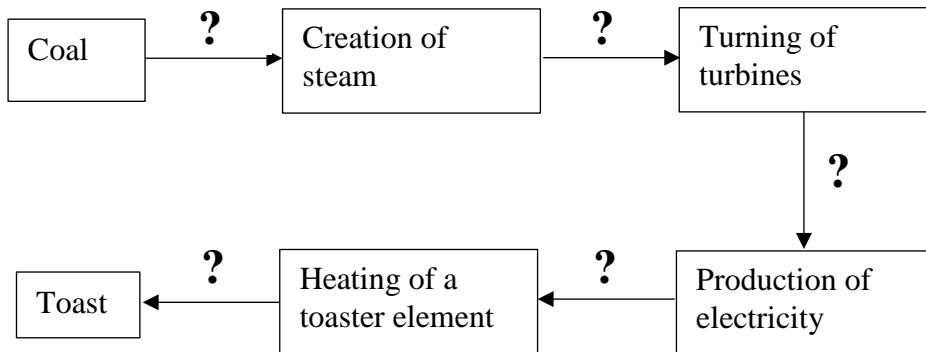 ?
?
Coal
Creation of
steam
Turning of
turbines
?
?
?
Toast
Heating of a
toaster element
Production of
electricity